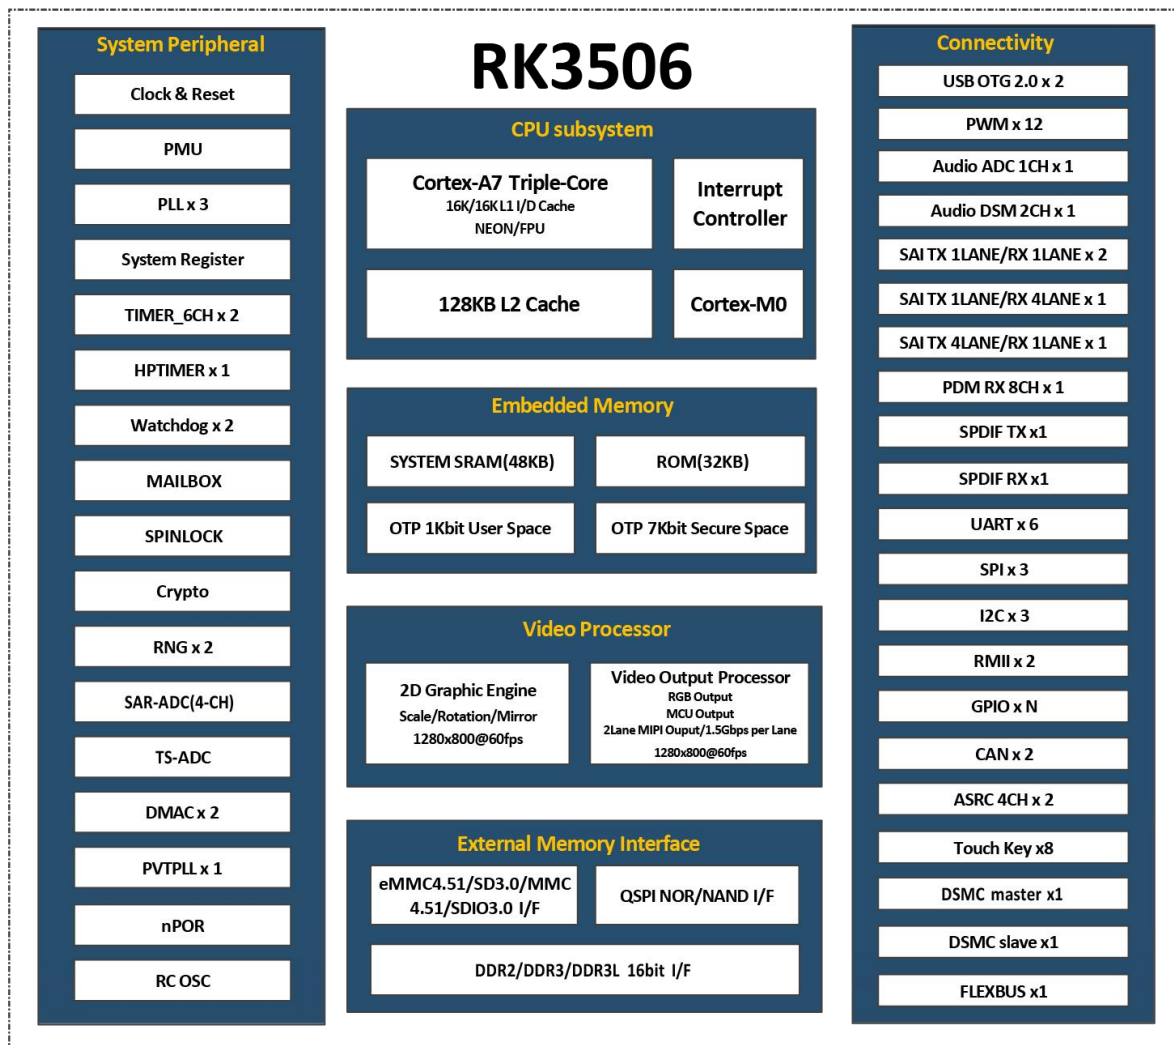 System Peripheral
Clock & Reset
PMU
PLL x 3
System Register
TIMER_6CH x 2
HPTIMER x 1
Watchdog x 2
MAILBOX
SPINLOCK
Crypto
RNG x 2
SAR-ADC(4-CH)
TS-ADC
DMAC x 2
PVTPLL x 1
nPOR
RC OSC
RK3506
CPU subsystem
Cortex-A7 Triple-Core
16K/16K L1 I/D Cache
NEON/FPU
Interrupt
Controller
128KB L2 Cache
Cortex-M0
Embedded Memory
SYSTEM SRAM(48KB)
ROM(32KB)
OTP 1Kbit User Space
OTP 7Kbit Secure Space
Video Processor
2D Graphic Engine
Scale/Rotation/Mirror
1280x800@60fps
Video Output Processor
RGB Output
MCU Output
2Lane MIPI Ouput/1.5Gbps per Lane
1280x800@60fps
External Memory Interface
eMMC4.51/SD3.0/MMC
4.51/SDIO3.0 I/F
QSPI NOR/NAND I/F
DDR2/DDR3/DDR3L 16bit I/F
Connectivity
USB OTG 2.0 x 2
PWM x 12
Audio ADC 1CH x 1
Audio DSM 2CH x 1
SAI TX 1LANE/RX 1LANE x 2
SAI TX 1LANE/RX 4LANE x 1
SAI TX 4LANE/RX 1LANE x 1
PDM RX 8CH x 1
SPDIF TX x1
SPDIF RX x1
UART x 6
SPI x 3
I2C x 3
RMII x 2
GPIO x N
CAN x 2
ASRC 4CH x 2
Touch Key x8
DSMC master x1
DSMC slave x1
FLEXBUS x1